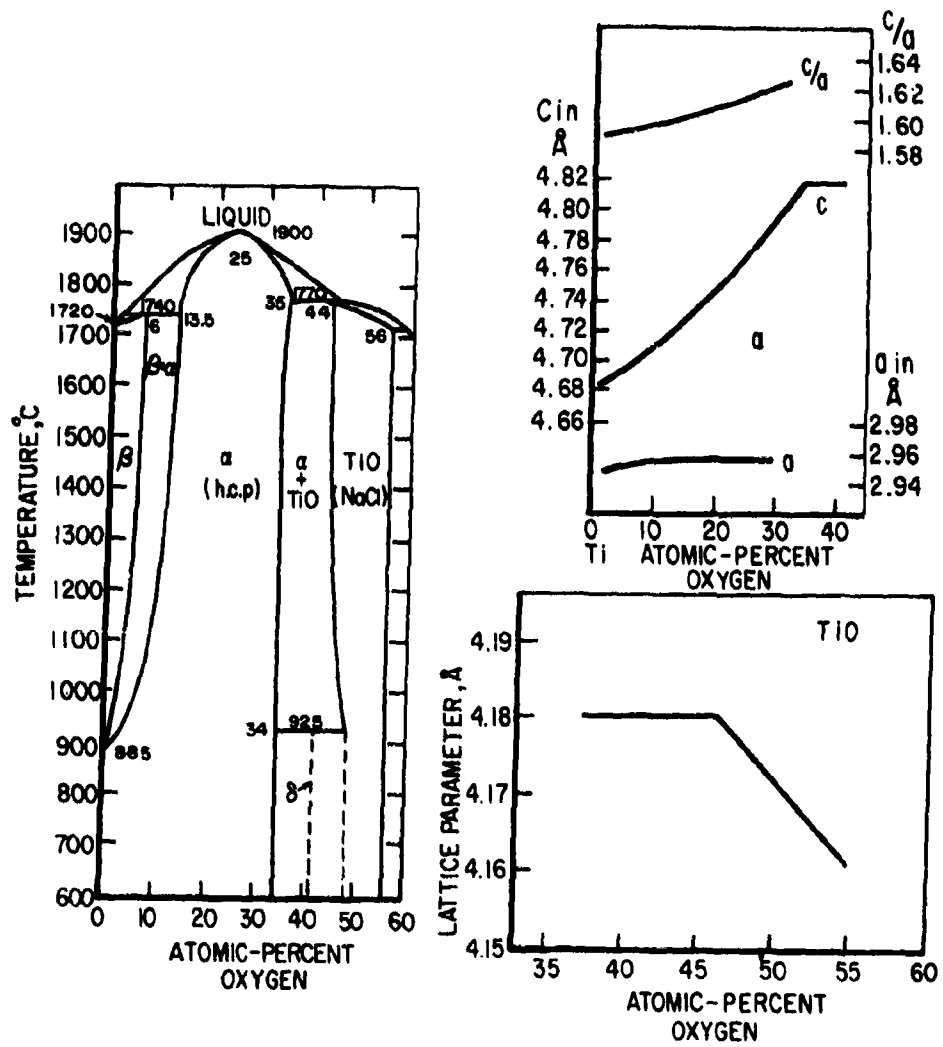 LIQUID
1900
25
1720
1740
6
13.5
35
1770
44
56
β
β+α
α
(h.c.p)
α
+
TiO
TiO
(NaCl)
885
34
925
δ
1900
1800
1700
1600
1500
1400
1300
1200
1100
1000
900
800
700
600
TEMPERATURE,°C
0 10 20 30 40 50 60
ATOMIC-PERCENT
OXYGEN
c/a
1.64
1.62
1.60
1.58
c/a
C in
Å
4.82
4.80
4.78
4.76
4.74
4.72
4.70
4.68
4.66
c
a
a in
Å
2.98
2.96
2.94
a
0 10 20 30 40
Ti ATOMIC-PERCENT
OXYGEN
TiO
4.19
4.18
4.17
4.16
4.15
LATTICE PARAMETER, Å
35 40 45 50 55 60
ATOMIC-PERCENT
OXYGEN